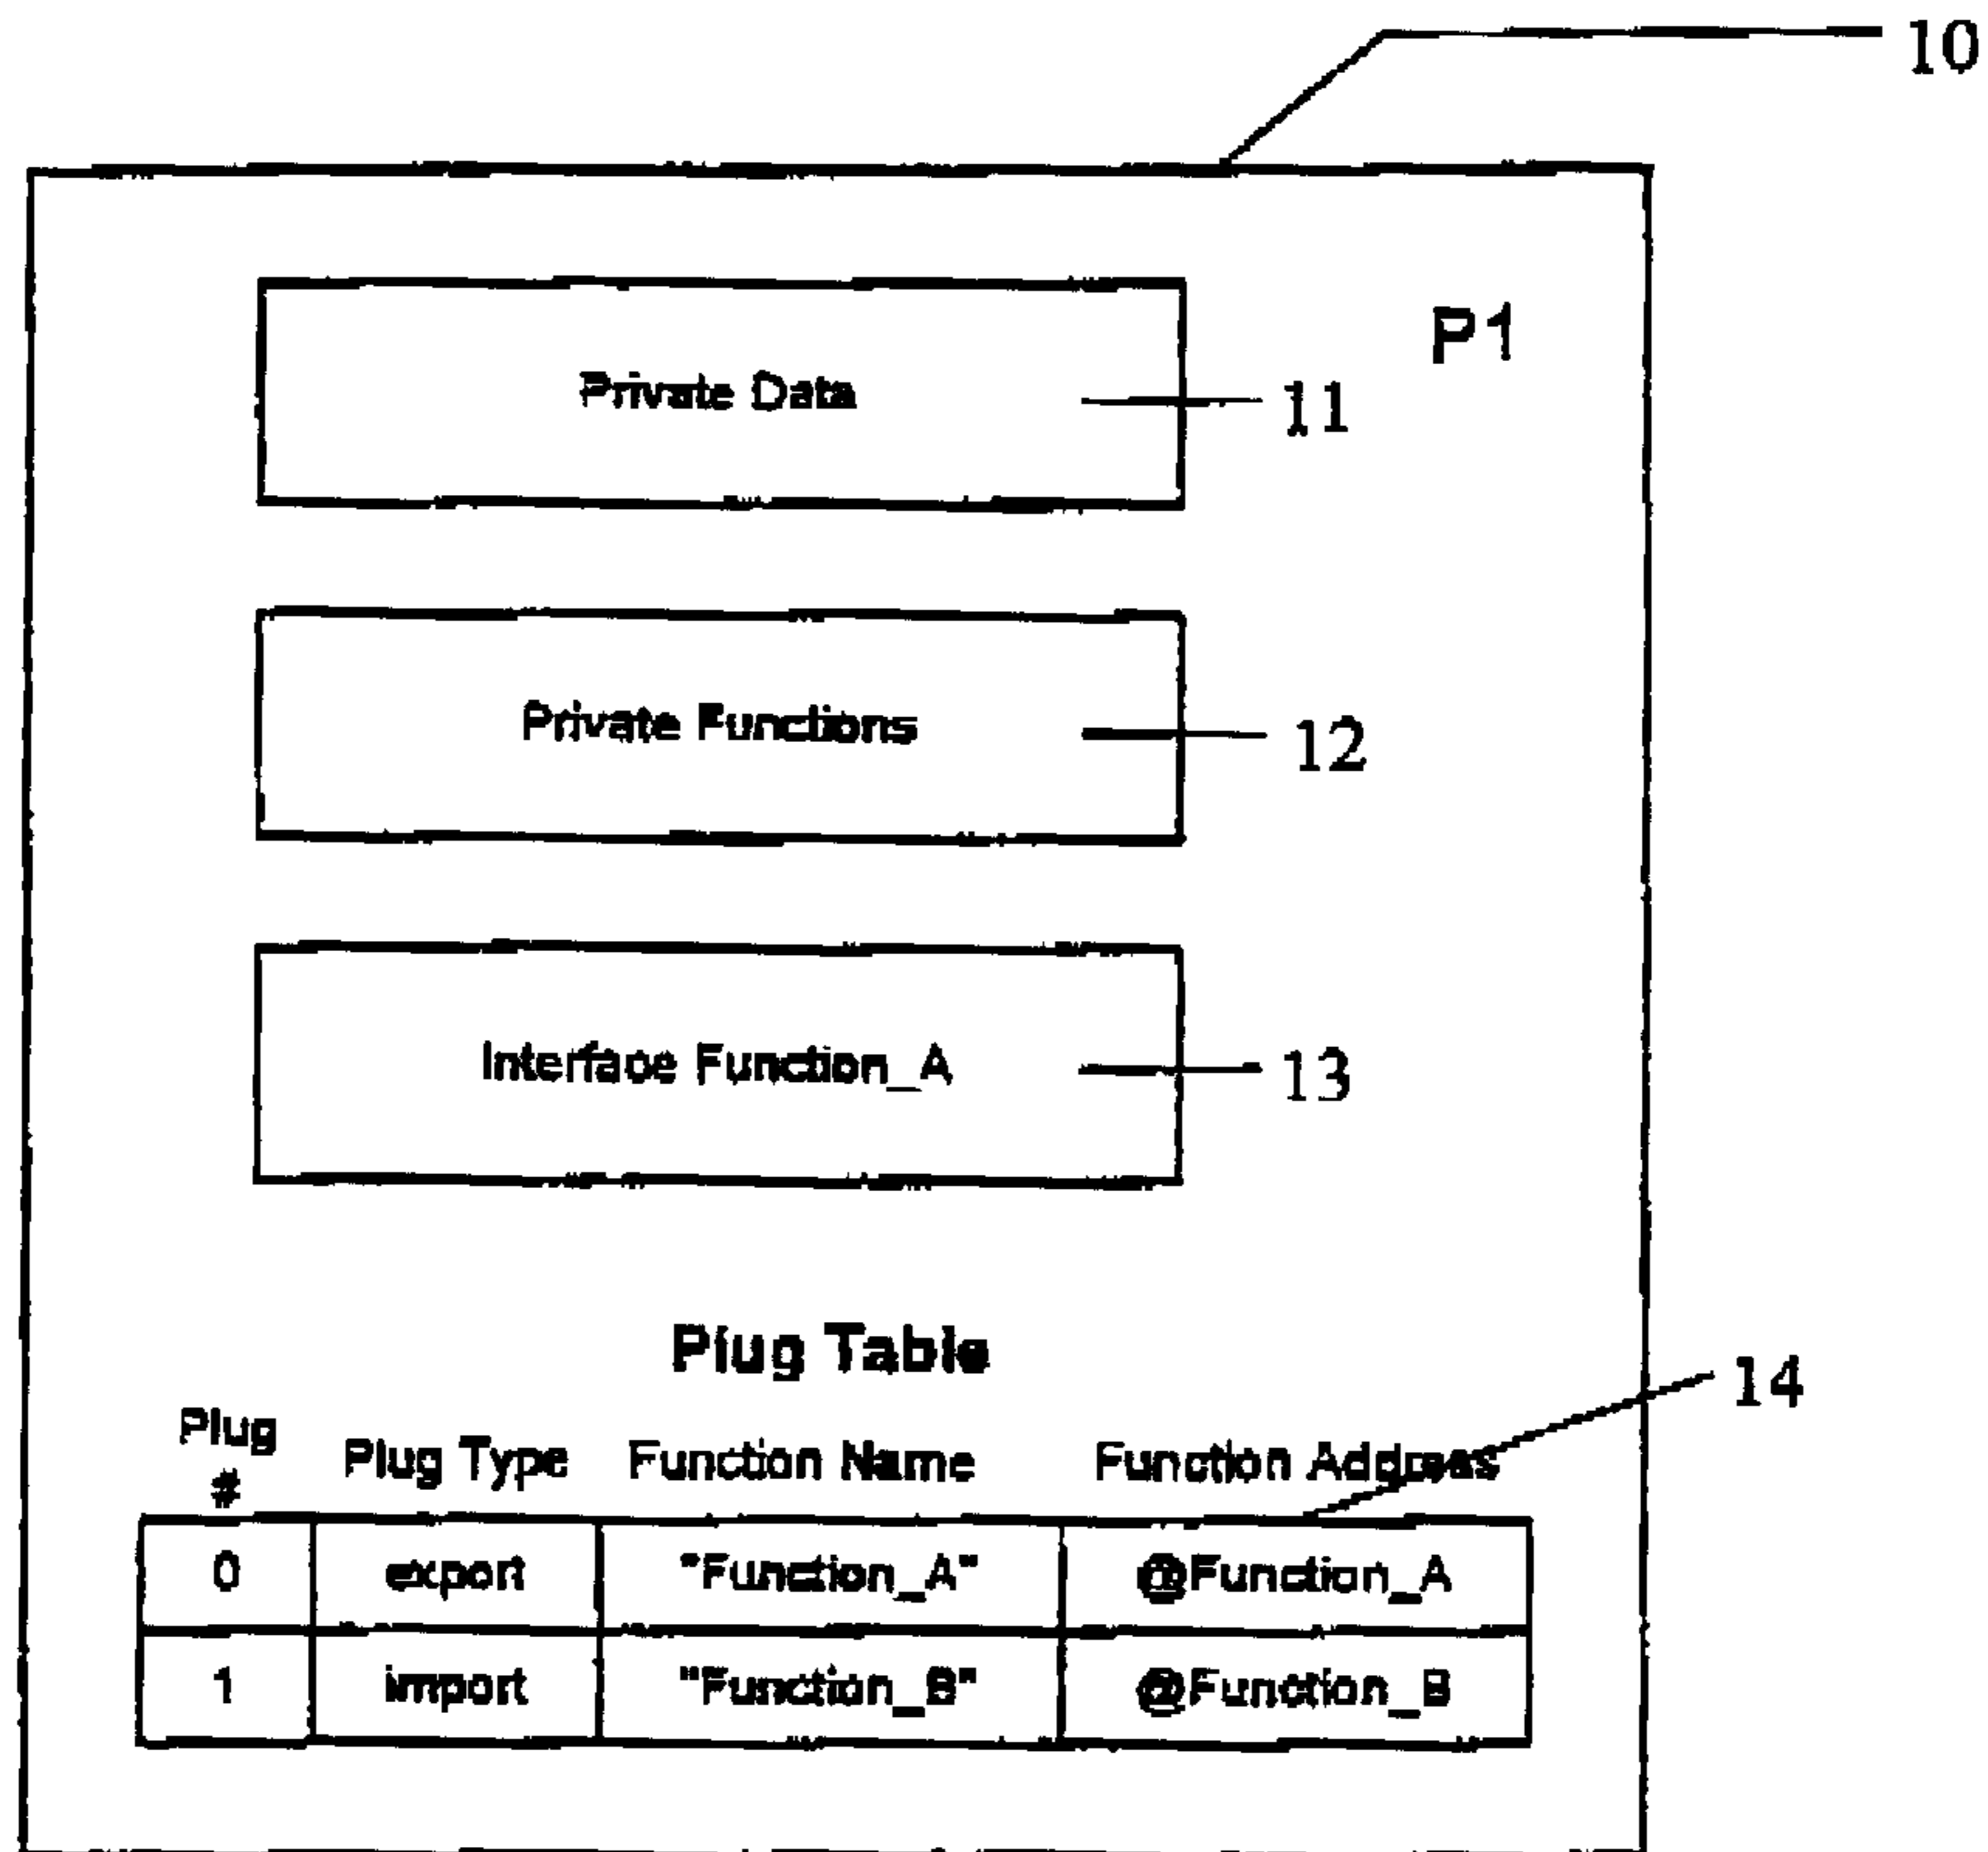 10
P1
Private Data
11
Private Functions
12
Interface Function_A
13
Plug Table
14
Plug # Plug Type Function Name Function Address
0 export "Function_A" @Function_A
1 import "Function_B" @Function_B